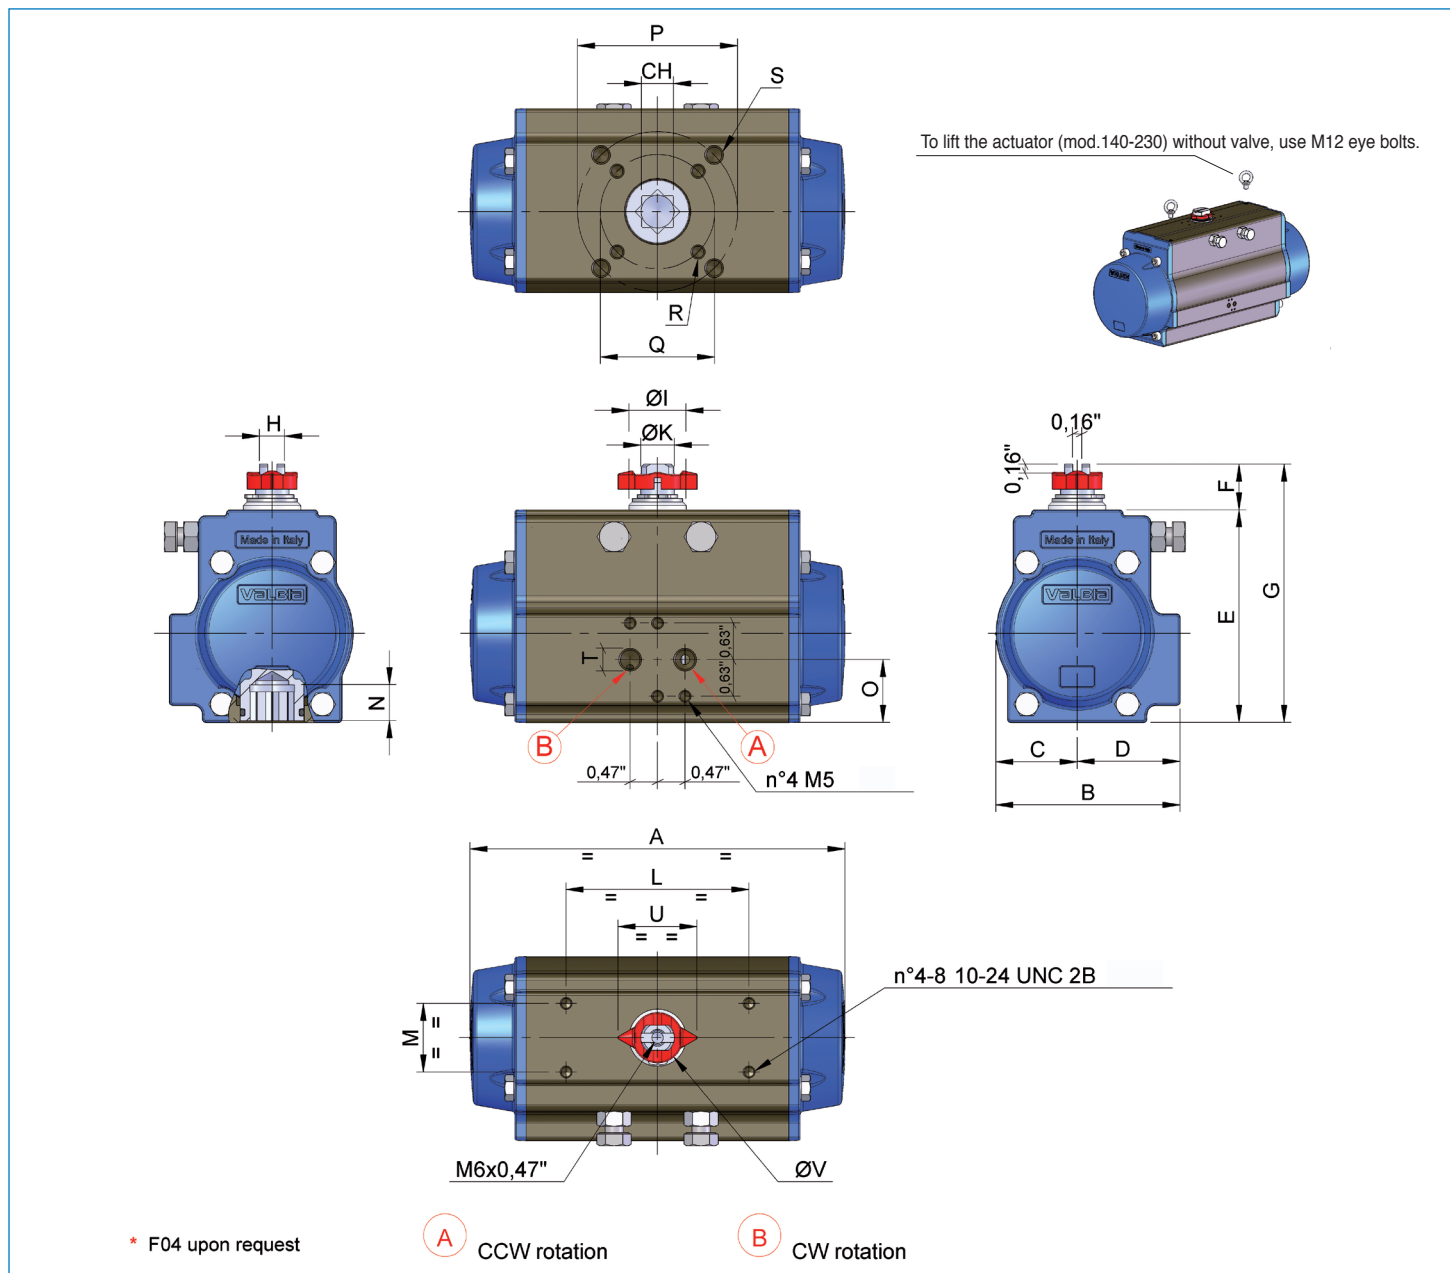 P
CH
S
To lift the actuator (mod.140-230) without valve, use M12 eye bolts.
R
Q
VALBIA
H
ØI
ØK
0,16"
0,16"
F
Made in Italy
Made in Italy
VALBIA
VALBIA
G
E
N
T
0,63"
0,63"
O
B
A
C
D
0,47"
0,47"
n°4 M5
B
A
= =
L
= =
U
= =
n°4-8 10-24 UNC 2B
M
=
=
M6x0,47"
ØV
* F04 upon request
A CCW rotation
B CW rotation